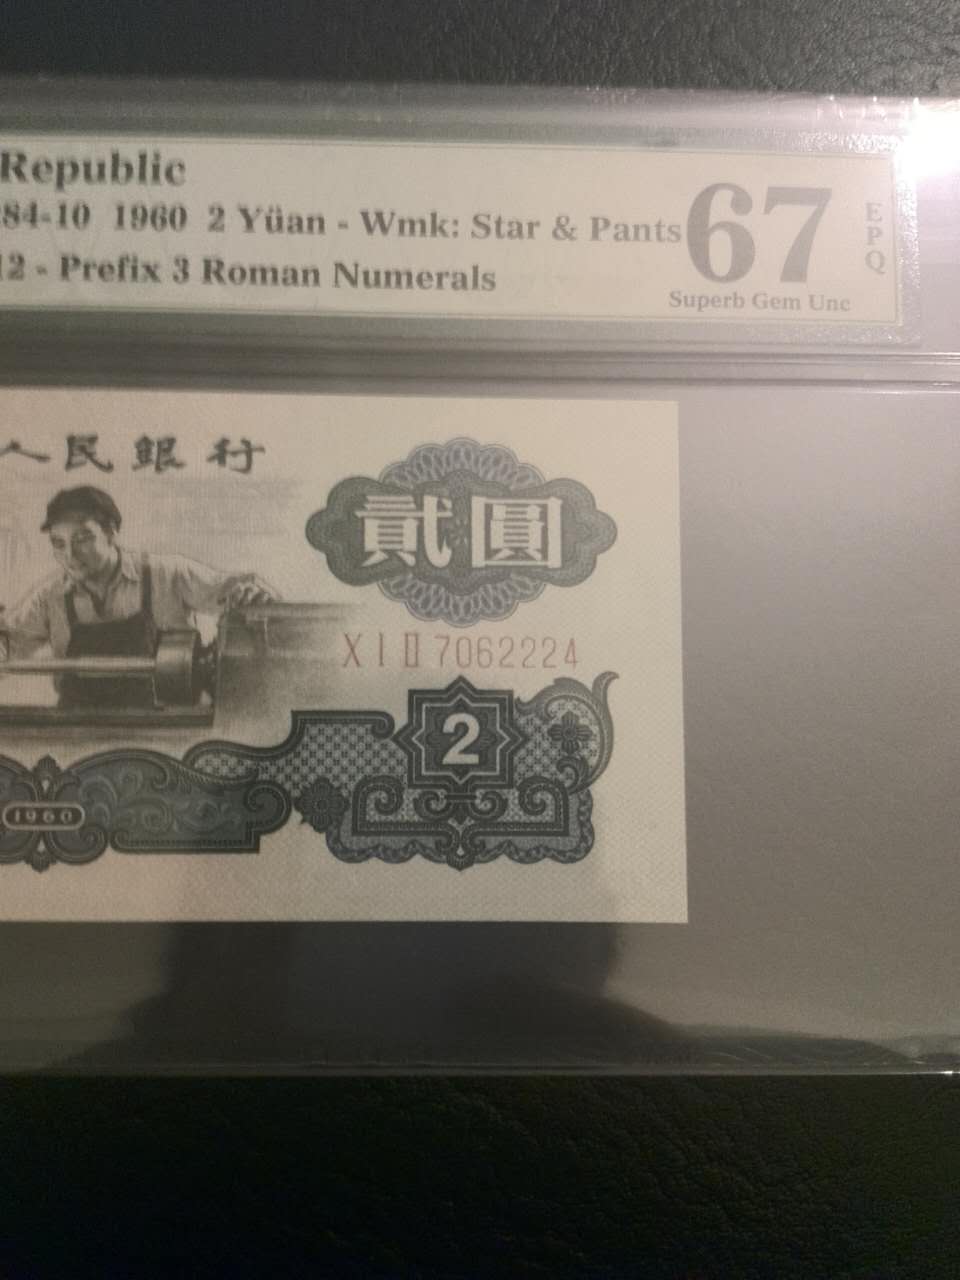 Republic
84-10 1960 2 Yüan - Wmk: Star & Pants
12 - Prefix 3 Roman Numerals
67
EPQ
Superb Gem Unc
人民銀行
貳圓
X I II 7062224
2
1960